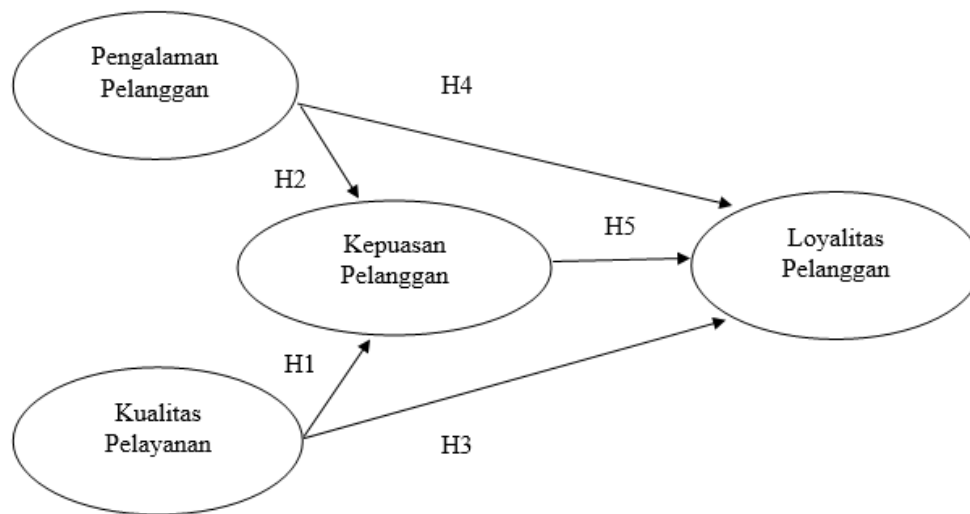 Pengalaman
Pelanggan
H4
H2
Kepuasan
Pelanggan
H5
Loyalitas
Pelanggan
H1
Kualitas
Pelayanan
H3